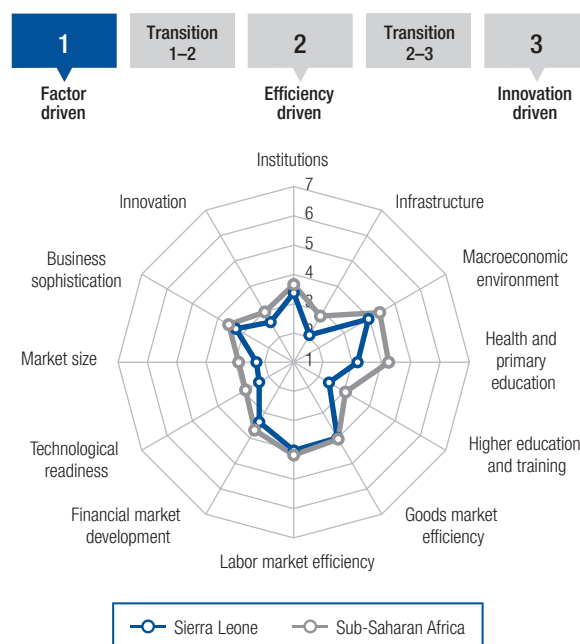 1
Transition
1–2
2
Transition
2–3
3
Factor
driven
Efficiency
driven
Innovation
driven
Institutions
Infrastructure
Macroeconomic
environment
Health and
primary
education
Higher education
and training
Goods market
efficiency
Labor market efficiency
Financial market
development
Technological
readiness
Market size
Business
sophistication
Innovation
7
6
5
4
3
2
1
Sierra Leone
Sub-Saharan Africa